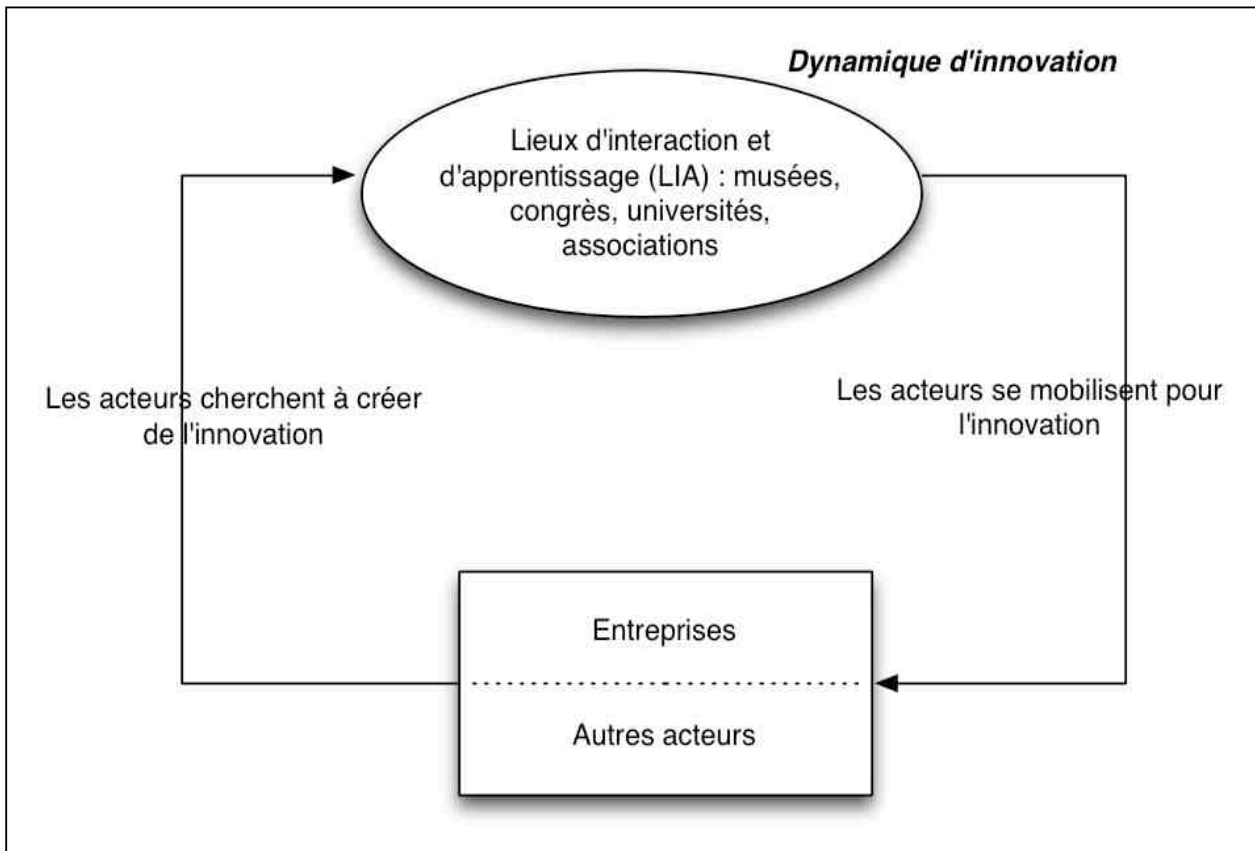 Dynamique d'innovation
Lieux d'interaction et
d'apprentissage (LIA) : musées,
congrès, universités,
associations
Les acteurs cherchent à créer
de l'innovation
Les acteurs se mobilisent pour
l'innovation
Entreprises
Autres acteurs